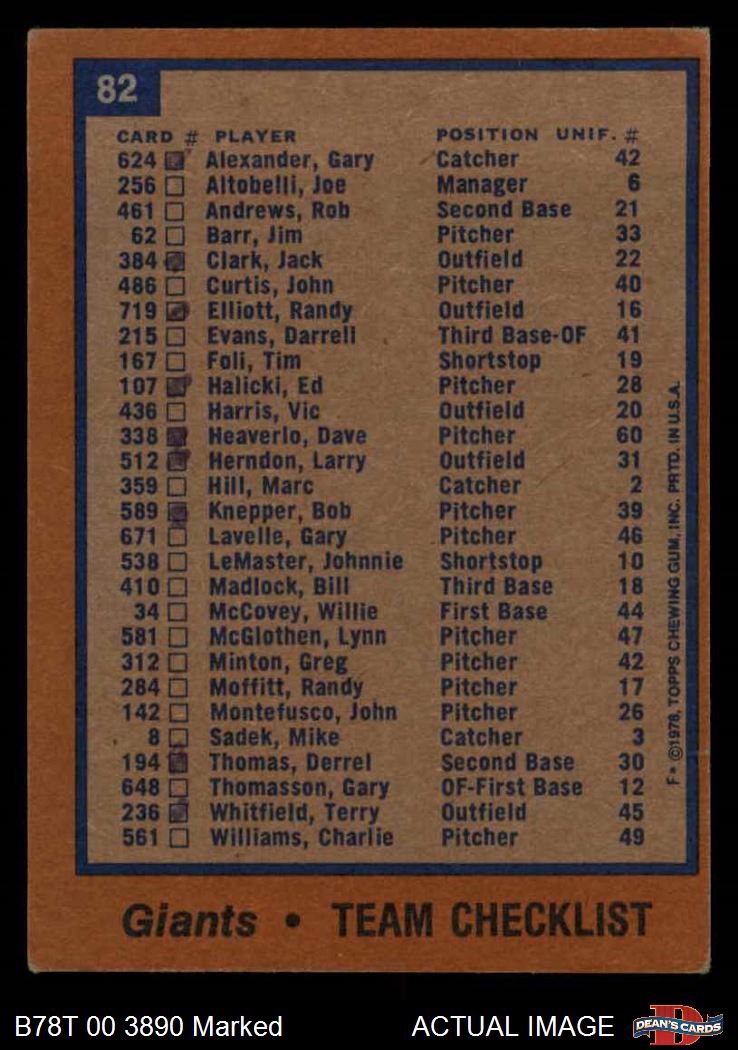 82
CARD # PLAYER POSITION UNIF. #
624 Alexander, Gary Catcher 42
256 Altobelli, Joe Manager 6
461 Andrews, Rob Second Base 21
62 Barr, Jim Pitcher 33
384 Clark, Jack Outfield 22
486 Curtis, John Pitcher 40
719 Elliott, Randy Outfield 16
215 Evans, Darrell Third Base-OF 41
167 Foli, Tim Shortstop 19
107 Halicki, Ed Pitcher 28
436 Harris, Vic Outfield 20
338 Heaverlo, Dave Pitcher 60
512 Herndon, Larry Outfield 31
359 Hill, Marc Catcher 2
589 Knepper, Bob Pitcher 39
671 Lavelle, Gary Pitcher 46
538 LeMaster, Johnnie Shortstop 10
410 Madlock, Bill Third Base 18
34 McCovey, Willie First Base 44
581 McGlothen, Lynn Pitcher 47
312 Minton, Greg Pitcher 42
284 Moffitt, Randy Pitcher 17
142 Montefusco, John Pitcher 26
8 Sadek, Mike Catcher 3
194 Thomas, Derrel Second Base 30
648 Thomasson, Gary OF-First Base 12
236 Whitfield, Terry Outfield 45
561 Williams, Charlie Pitcher 49
F* ©1978, TOPPS CHEWING GUM, INC. PRTD. IN U.S.A.
Giants • TEAM CHECKLIST
B78T 00 3890 Marked ACTUAL IMAGE DEAN'S CARDS